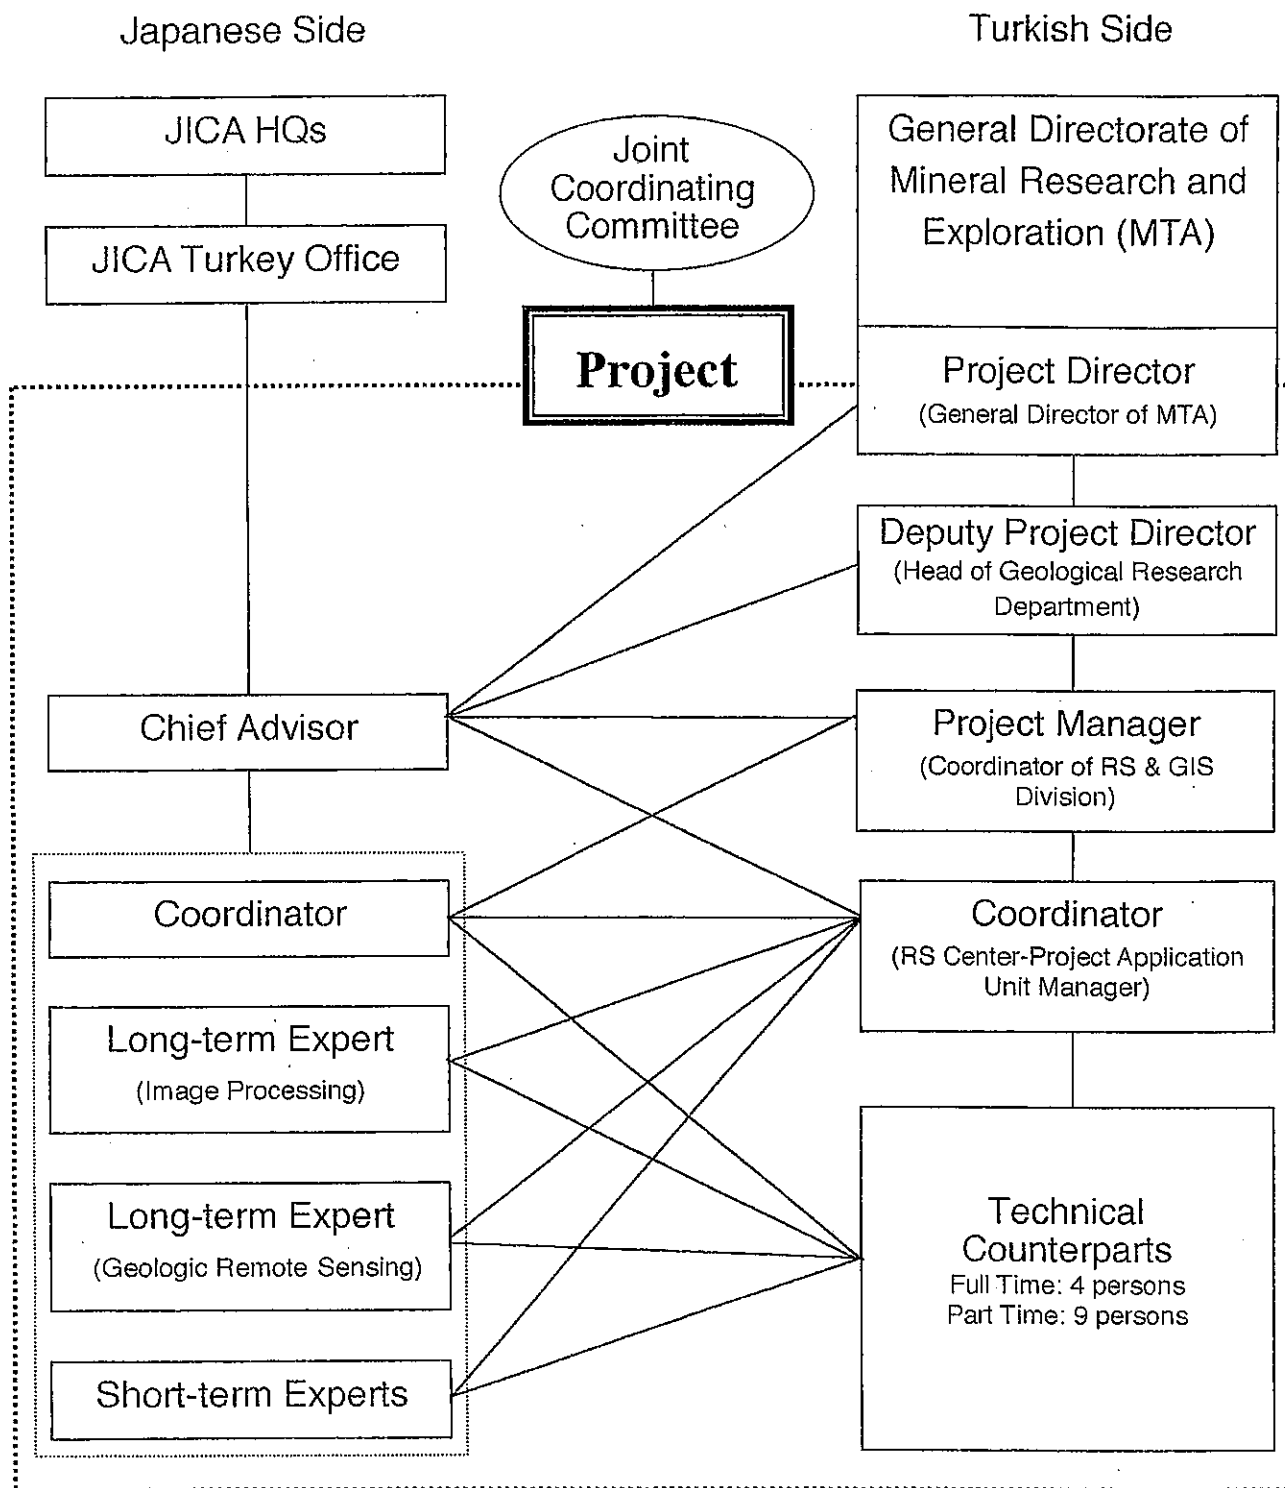 Japanese Side
Turkish Side
JICA HQs
JICA Turkey Office
Joint
Coordinating
Committee
Project
General Directorate of
Mineral Research and
Exploration (MTA)
Project Director
(General Director of MTA)
Deputy Project Director
(Head of Geological Research
Department)
Chief Advisor
Project Manager
(Coordinator of RS & GIS
Division)
Coordinator
Coordinator
(RS Center-Project Application
Unit Manager)
Long-term Expert
(Image Processing)
Long-term Expert
(Geologic Remote Sensing)
Short-term Experts
Technical
Counterparts
Full Time: 4 persons
Part Time: 9 persons